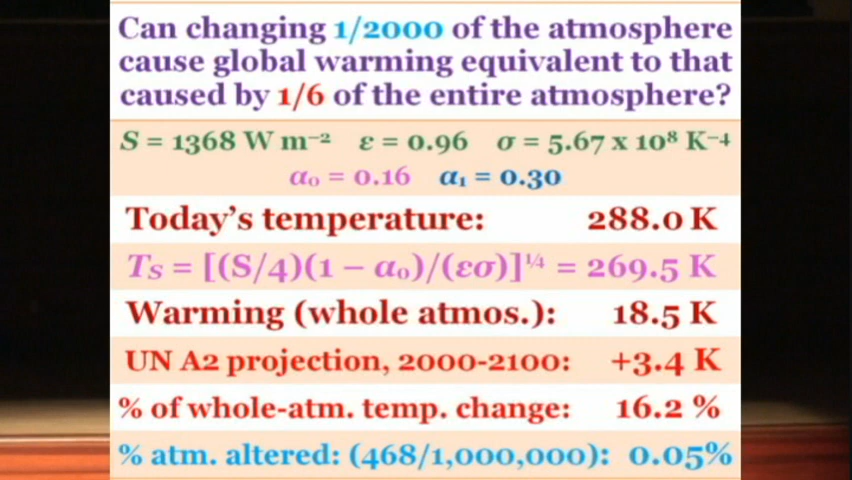 Can changing 1/2000 of the atmosphere
cause global warming equivalent to that
caused by 1/6 of the entire atmosphere?
S = 1368 W m⁻² ε = 0.96 σ = 5.67 x 10⁸ K⁻⁴
α₀ = 0.16 α₁ = 0.30
Today's temperature: 288.0 K
Ts = [(S/4)(1 − α₀)/(εσ)]¼ = 269.5 K
Warming (whole atmos.): 18.5 K
UN A2 projection, 2000-2100: +3.4 K
% of whole-atm. temp. change: 16.2 %
% atm. altered: (468/1,000,000): 0.05%